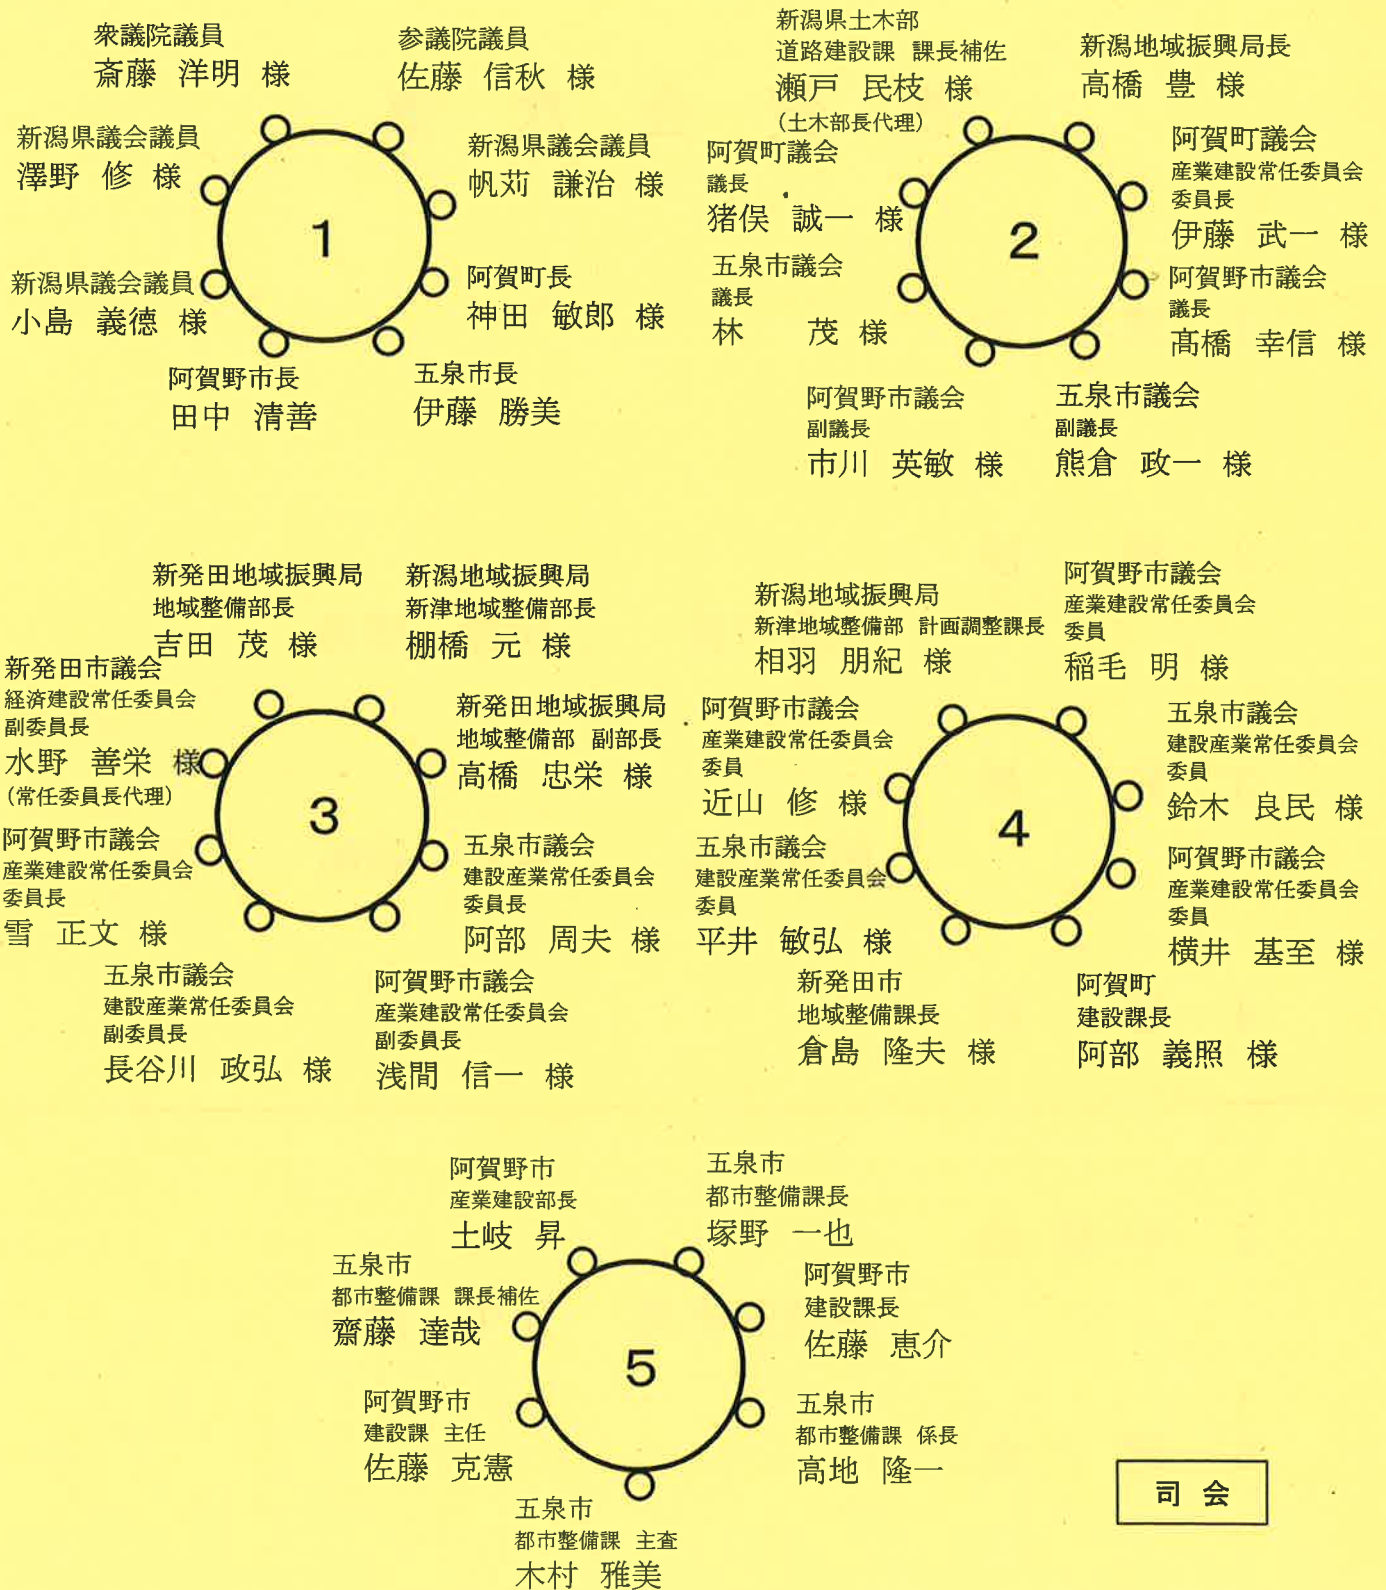 衆議院議員
斎藤 洋明 様
参議院議員
佐藤 信秋 様
新潟県議会議員
澤野 修 様
新潟県議会議員
帆苅 謙治 様
1
新潟県議会議員
小島 義徳 様
阿賀町長
神田 敏郎 様
阿賀野市長
田中 清善
五泉市長
伊藤 勝美
新潟県土木部
道路建設課 課長補佐
瀬戸 民枝 様
(土木部長代理)
新潟地域振興局長
高橋 豊 様
阿賀町議会
議長
猪俣 誠一 様
阿賀町議会
産業建設常任委員会
委員長
伊藤 武一 様
2
五泉市議会
議長
林 茂 様
阿賀野市議会
議長
髙橋 幸信 様
阿賀野市議会
副議長
市川 英敏 様
五泉市議会
副議長
熊倉 政一 様
新発田地域振興局
地域整備部長
吉田 茂 様
新潟地域振興局
新津地域整備部長
棚橋 元 様
新発田市議会
経済建設常任委員会
副委員長
水野 善栄 様
(常任委員長代理)
新発田地域振興局
地域整備部 副部長
高橋 忠栄 様
3
阿賀野市議会
産業建設常任委員会
委員長
雪 正文 様
五泉市議会
建設産業常任委員会
委員長
阿部 周夫 様
五泉市議会
建設産業常任委員会
副委員長
長谷川 政弘 様
阿賀野市議会
産業建設常任委員会
副委員長
浅間 信一 様
新潟地域振興局
新津地域整備部 計画調整課長
相羽 朋紀 様
阿賀野市議会
産業建設常任委員会
委員
稲毛 明 様
阿賀野市議会
産業建設常任委員会
委員
近山 修 様
五泉市議会
建設産業常任委員会
委員
鈴木 良民 様
4
五泉市議会
建設産業常任委員会
委員
平井 敏弘 様
阿賀野市議会
産業建設常任委員会
委員
横井 基至 様
新発田市
地域整備課長
倉島 隆夫 様
阿賀町
建設課長
阿部 義照 様
阿賀野市
産業建設部長
土岐 昇
五泉市
都市整備課長
塚野 一也
五泉市
都市整備課 課長補佐
齋藤 達哉
阿賀野市
建設課長
佐藤 恵介
5
阿賀野市
建設課 主任
佐藤 克憲
五泉市
都市整備課 係長
高地 隆一
五泉市
都市整備課 主査
木村 雅美
司 会